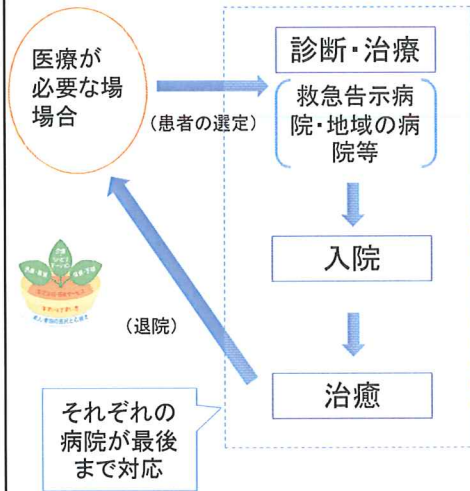 医療が
必要な場
場合
(患者の選定)
診断・治療
救急告示病
院・地域の病
院等
入院
(退院)
治癒
それぞれの
病院が最後
まで対応